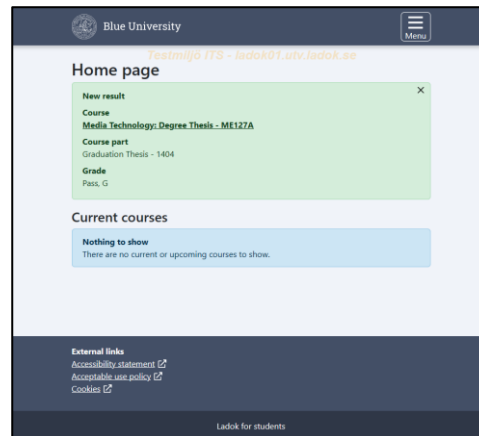 Blue University
Menu
Testmiljö ITS - ladok01.utv.ladok.se
Home page
New result
Course
Media Technology: Degree Thesis - ME127A
Course part
Graduation Thesis - 1404
Grade
Pass, G
Current courses
Nothing to show
There are no current or upcoming courses to show.
External links
Accessibility statement
Acceptable use policy
Cookies
Ladok for students